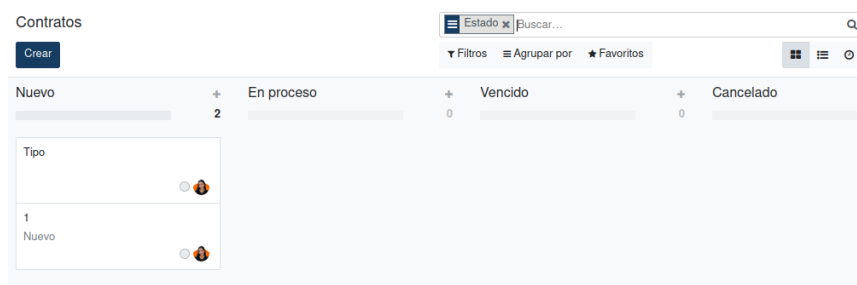 Contratos
Estado Buscar...
Crear
Filtros Agrupar por Favoritos
Nuevo
2
En proceso
0
Vencido
0
Cancelado
Tipo
1
Nuevo